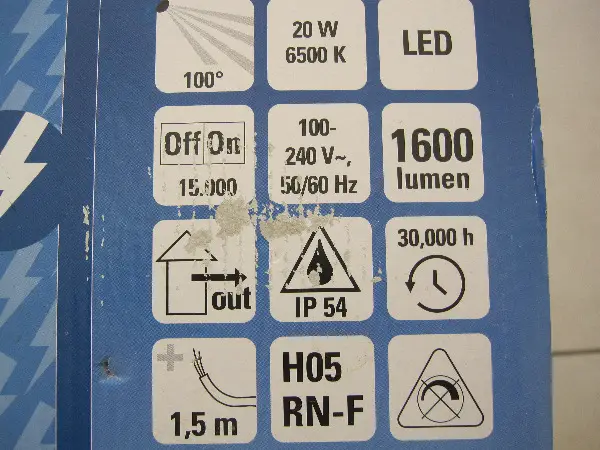 100°
20 W
6500 K
LED
Off On
15.000
100-
240 V~,
50/60 Hz
1600
lumen
out
IP 54
30,000 h
1,5 m
H05
RN-F